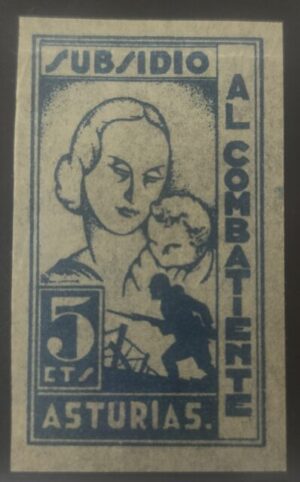 SUBSIDIO
AL COMBATIENTE
5
CTS
ASTURIAS.